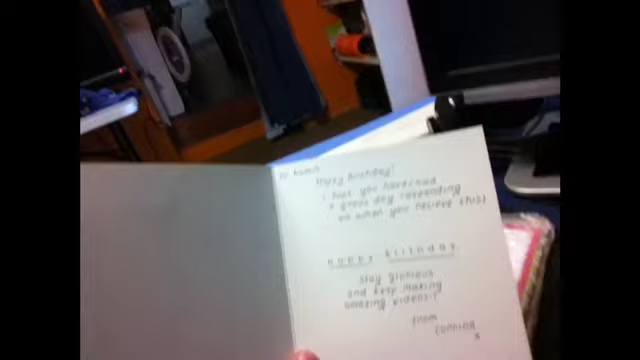 Happy Birthday!
I hope you have had
a great day (depending
on when you recieve this)
HAPPY BIRTHDAY
stay glorious
and keep making
amazing videos!
from
x